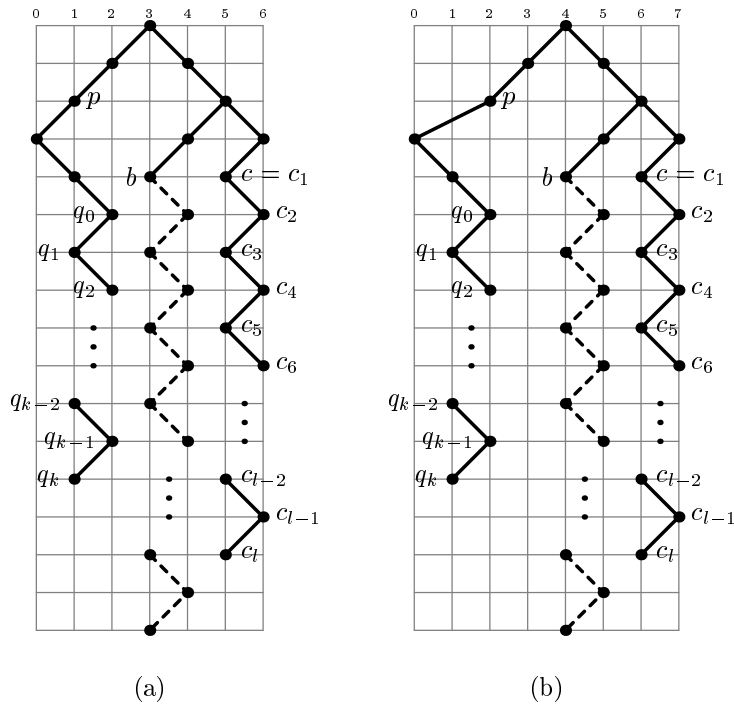 0 1 2 3 4 5 6 0 1 2 3 4 5 6 7
p p
b c = c₁ b c = c₁
q₀ c₂ q₀ c₂
q₁ c₃ q₁ c₃
q₂ c₄ q₂ c₄
c₅ c₅
c₆ c₆
qₖ₋₂ qₖ₋₂
qₖ₋₁ qₖ₋₁
qₖ cₗ₋₂ qₖ cₗ₋₂
cₗ₋₁ cₗ₋₁
cₗ cₗ
(a) (b)